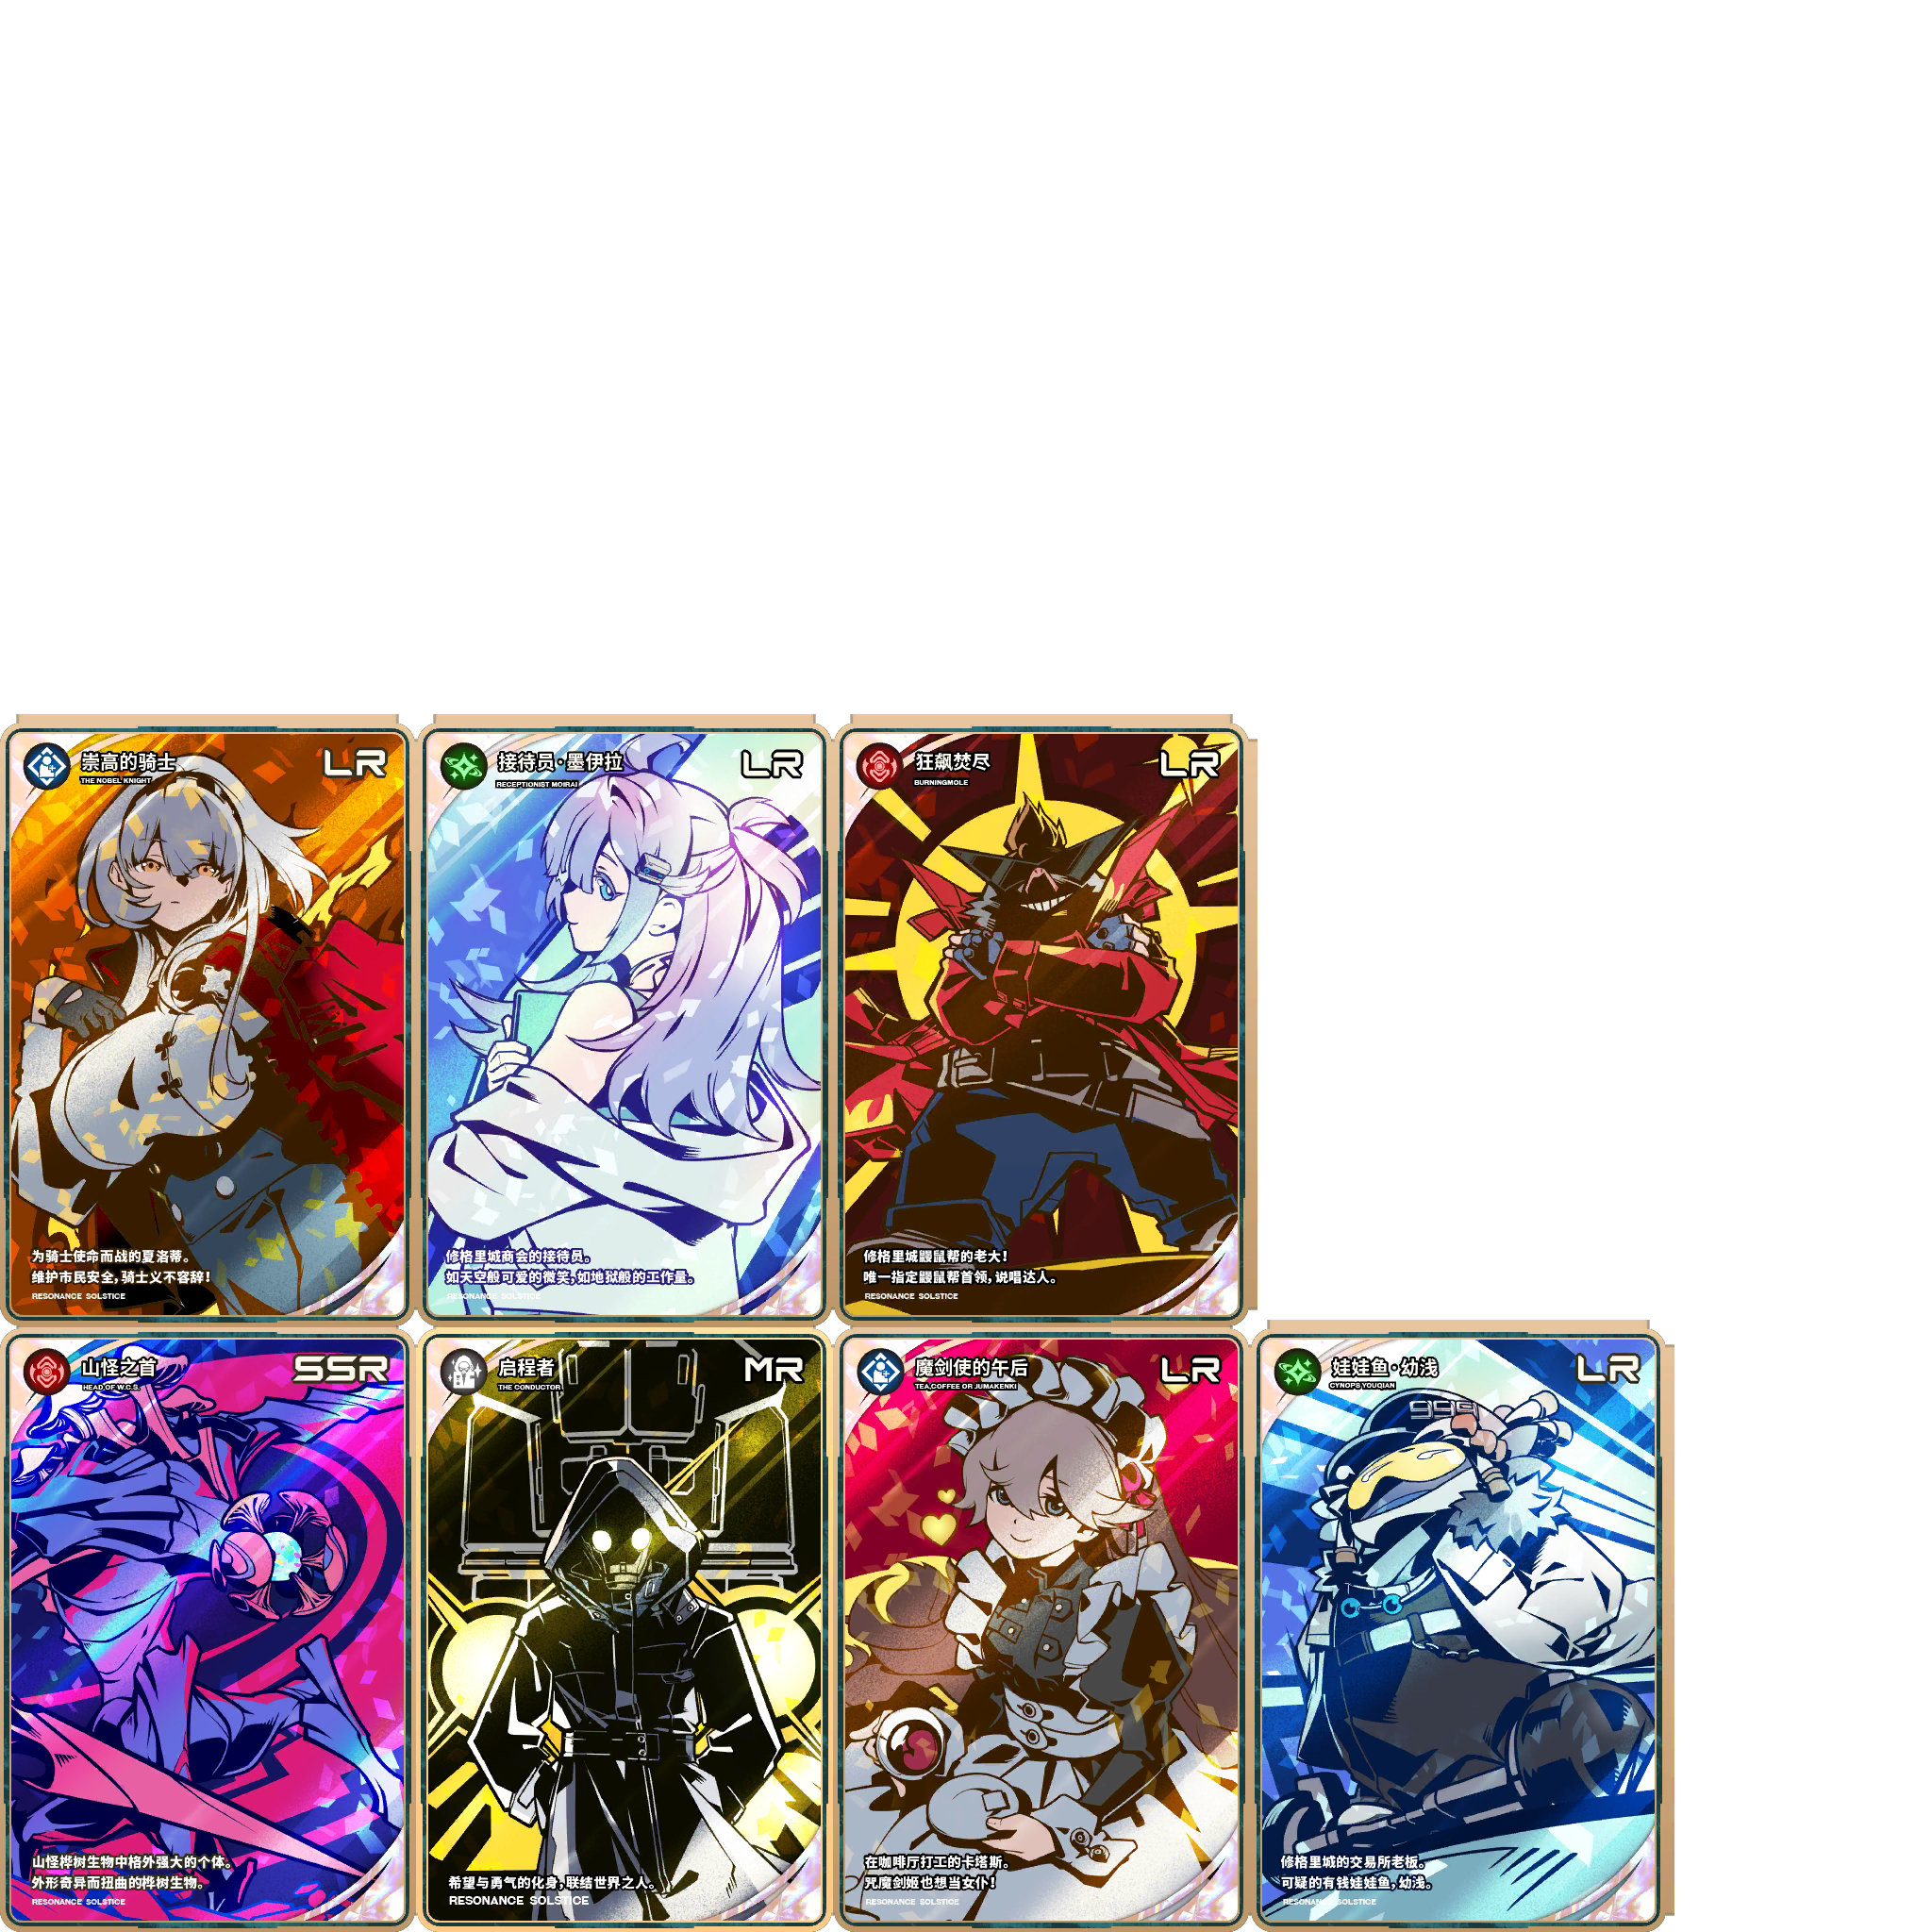 崇高的骑士
THE NOBEL KNIGHT
LR
为骑士使命而战的夏洛蒂。
维护市民安全,骑士义不容辞!
RESONANCE SOLSTICE
接待员·墨伊拉
RECEPTIONIST MOIRAI
LR
修格里城商会的接待员。
如天空般可爱的微笑,如地狱般的工作量。
RESONANCE SOLSTICE
狂飙焚尽
BURNINGMOLE
LR
修格里城鼹鼠帮的老大!
唯一指定鼹鼠帮首领,说唱达人。
RESONANCE SOLSTICE
山怪之首
HEAD OF W.C.S.
SSR
山怪桦树生物中格外强大的个体。
外形奇异而扭曲的桦树生物。
RESONANCE SOLSTICE
启程者
THE CONDUCTOR
MR
希望与勇气的化身,联结世界之人。
RESONANCE SOLSTICE
魔剑使的午后
TEA,COFFEE OR JUMAKENKI
LR
在咖啡厅打工的卡塔斯。
咒魔剑姬也想当女仆!
RESONANCE SOLSTICE
娃娃鱼·幼浅
CYNOPS YOUQIAN
LR
999
修格里城的交易所老板。
可疑的有钱娃娃鱼,幼浅。
RESONANCE SOLSTICE